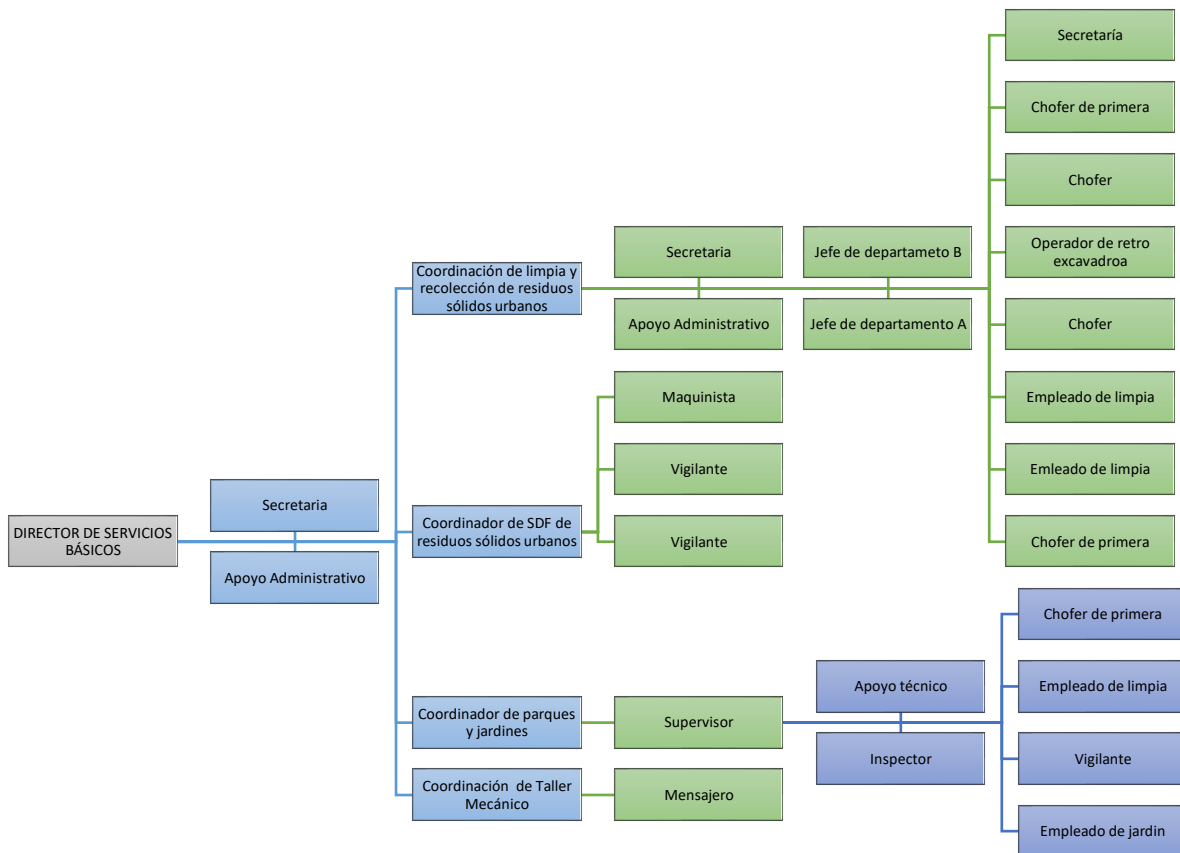 Secretaría
Chofer de primera
Chofer
Secretaria
Jefe de departameto B
Operador de retro
excavadroa
Coordinación de limpia y
recolección de residuos
sólidos urbanos
Apoyo Administrativo
Jefe de departamento A
Chofer
Maquinista
Empleado de limpia
Vigilante
Emleado de limpia
Secretaria
DIRECTOR DE SERVICIOS
BÁSICOS
Coordinador de SDF de
residuos sólidos urbanos
Vigilante
Chofer de primera
Apoyo Administrativo
Chofer de primera
Apoyo técnico
Empleado de limpia
Coordinador de parques
y jardines
Supervisor
Inspector
Vigilante
Coordinación  de Taller
Mecánico
Mensajero
Empleado de jardin